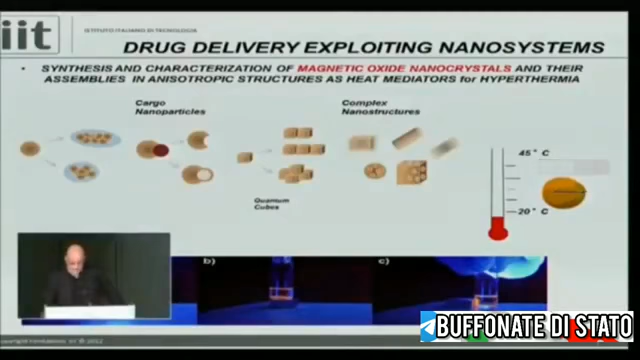 iit
ISTITUTO ITALIANO DI TECNOLOGIA
DRUG DELIVERY EXPLOITING NANOSYSTEMS
• SYNTHESIS AND CHARACTERIZATION OF MAGNETIC OXIDE NANOCRYSTALS AND THEIR
ASSEMBLIES IN ANISOTROPIC STRUCTURES AS HEAT MEDIATORS for HYPERTHERMIA
Cargo
Nanoparticles
Complex
Nanostructures
Quantum
Cubes
45° C
20° C
b)
c)
BUFFONATE DI STATO